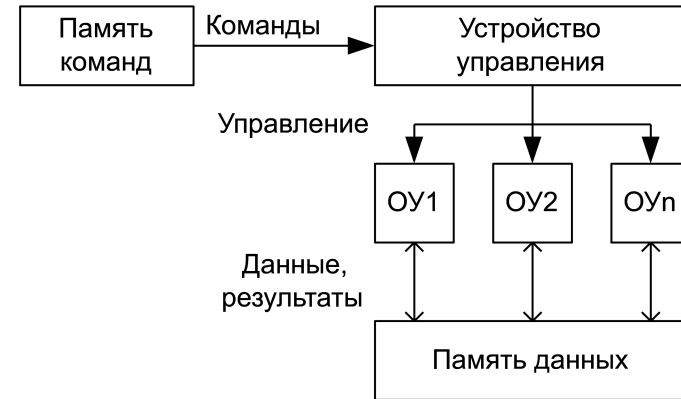 Память
команд
Команды
Устройство
управления
Управление
ОУ1
ОУ2
ОУn
Данные,
результаты
Память данных